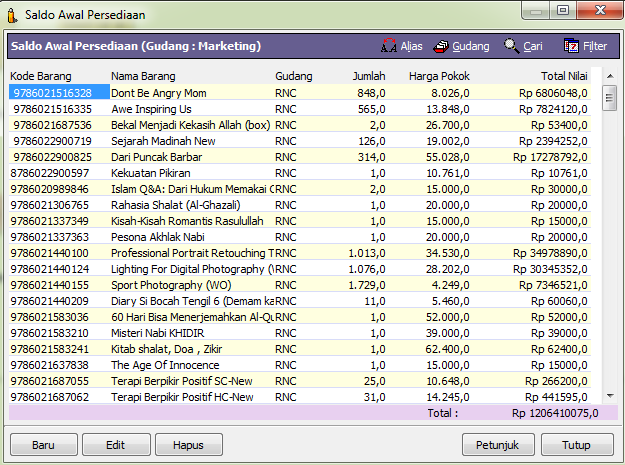 Saldo Awal Persediaan
Saldo Awal Persediaan (Gudang : Marketing) Alias Gudang Cari Filter
Kode Barang Nama Barang Gudang Jumlah Harga Pokok Total Nilai
9786021516328 Dont Be Angry Mom RNC 848,0 8.026,0 Rp 6806048,0
9786021516335 Awe Inspiring Us RNC 565,0 13.848,0 Rp 7824120,0
9786021687536 Bekal Menjadi Kekasih Allah (box) RNC 2,0 26.700,0 Rp 53400,0
9786022900719 Sejarah Madinah New RNC 126,0 19.002,0 Rp 2394252,0
9786022900825 Dari Puncak Barbar RNC 314,0 55.028,0 Rp 17278792,0
8786022900597 Kekuatan Pikiran RNC 1,0 10.761,0 Rp 10761,0
9786020989846 Islam Q&A: Dari Hukum Memakai C RNC 2,0 15.000,0 Rp 30000,0
9786021306765 Rahasia Shalat (Al-Ghazali) RNC 1,0 20.000,0 Rp 20000,0
9786021337349 Kisah-Kisah Romantis Rasulullah RNC 1,0 15.000,0 Rp 15000,0
9786021337363 Pesona Akhlak Nabi RNC 1,0 20.000,0 Rp 20000,0
9786021440100 Professional Portrait Retouching T RNC 1.013,0 34.530,0 Rp 34978890,0
9786021440124 Lighting For Digital Photography (W RNC 1.076,0 28.202,0 Rp 30345352,0
9786021440155 Sport Photography (WO) RNC 1.729,0 4.249,0 Rp 7346521,0
9786021440209 Diary Si Bocah Tengil 6 (Demam ka RNC 11,0 5.460,0 Rp 60060,0
9786021583036 60 Hari Bisa Menerjemahkan Al-Qu RNC 1,0 52.000,0 Rp 52000,0
9786021583210 Misteri Nabi KHIDIR RNC 1,0 39.000,0 Rp 39000,0
9786021583241 Kitab shalat, Doa , Zikir RNC 1,0 62.400,0 Rp 62400,0
9786021637838 The Age Of Innocence RNC 1,0 15.000,0 Rp 15000,0
9786021687055 Terapi Berpikir Positif SC-New RNC 25,0 10.648,0 Rp 266200,0
9786021687062 Terapi Berpikir Positif HC-New RNC 31,0 14.245,0 Rp 441595,0
Total : Rp 1206410075,0
Baru Edit Hapus Petunjuk Tutup